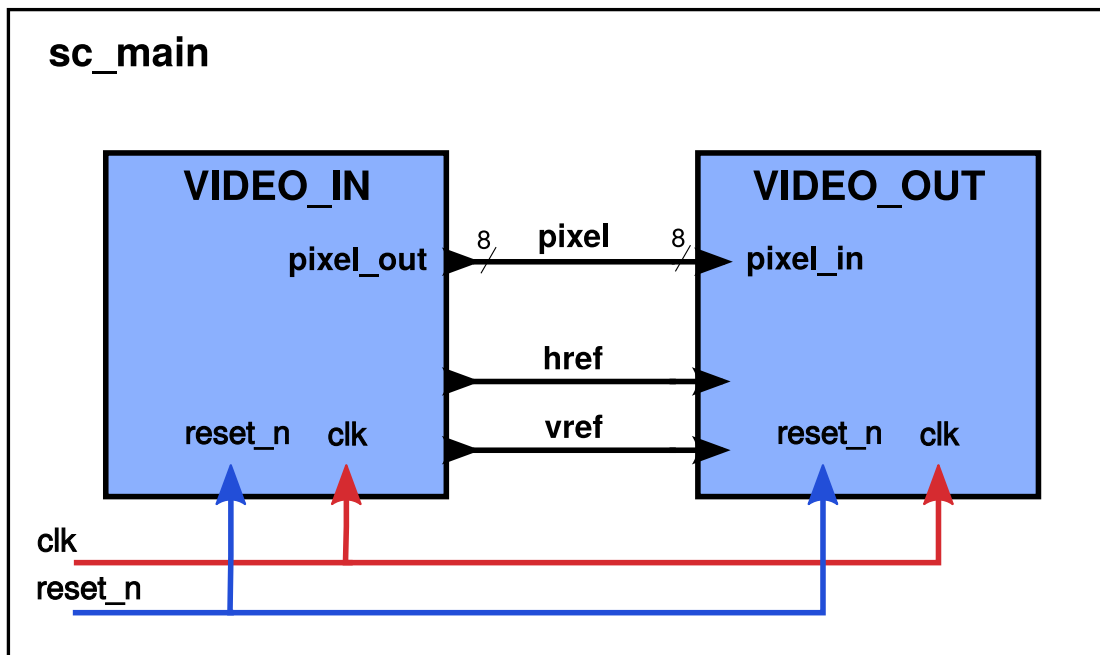 sc_main
VIDEO_IN
VIDEO_OUT
8
pixel
8
pixel_out
pixel_in
href
vref
reset_n
clk
reset_n
clk
clk
reset_n